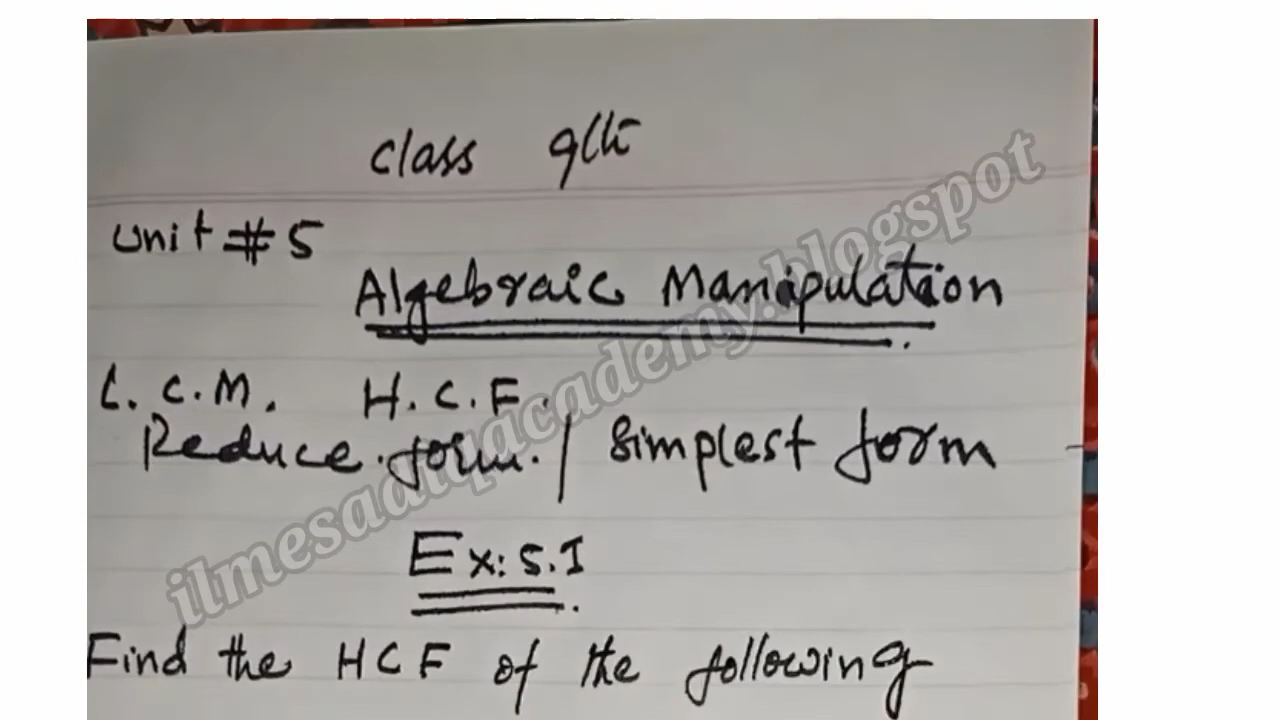 class 9th
Unit # 5
Algebraic Manipulation
L.C.M. H.C.F.
Reduce form. / Simplest form
Ex: 5.1
Find the HCF of the following
ilmesadiqacademy.blogspot